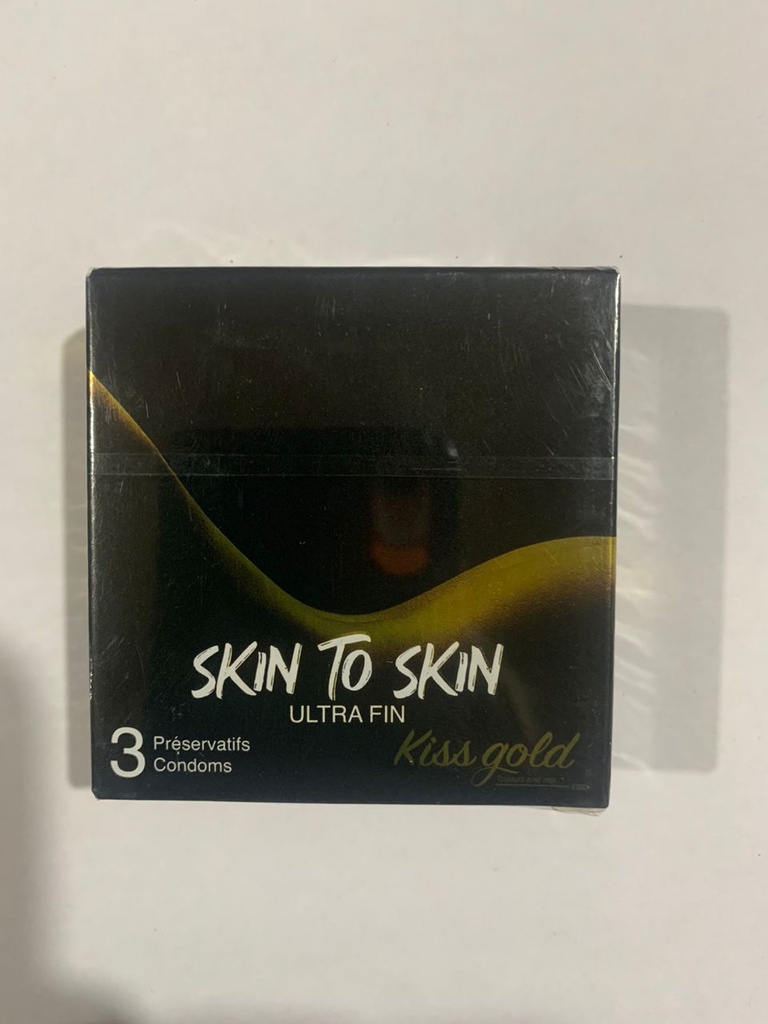 SKIN TO SKIN
ULTRA FIN
3 Préservatifs
Condoms
Kiss gold